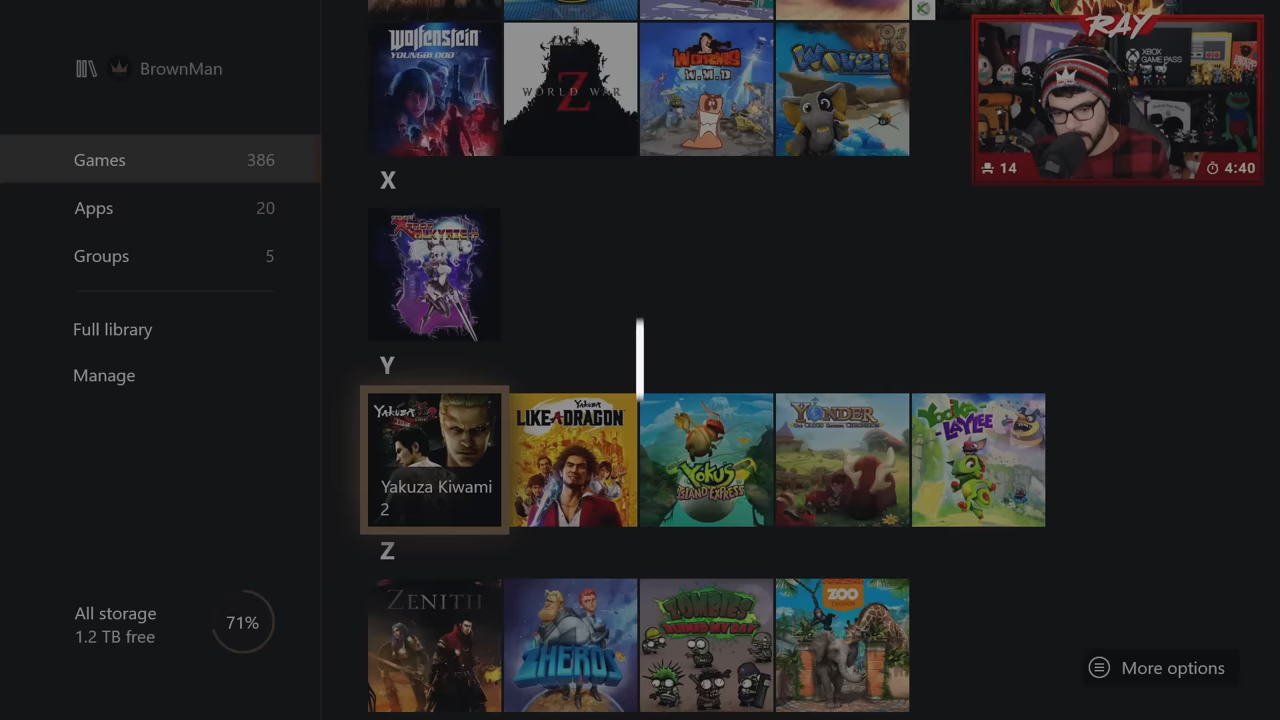 RAY
XBOX
GAME PASS
14
4:40
BrownMan
Games 386
Apps 20
Groups 5
Full library
Manage
All storage
1.2 TB free
71%
Wolfenstein
YOUNGBLOOD
WORLD WAR
Z
WORMS
W.M.D
Woven
X
VALKYRIE
Y
YAKUZA
Yakuza Kiwami
2
Yakuza
LIKE A DRAGON
YOKU'S
ISLAND EXPRESS
YONDER
Yooka
-LAYLEE
Z
ZENITH
ZHEROS
ZOMBIES
ZOO
TYCOON
More options